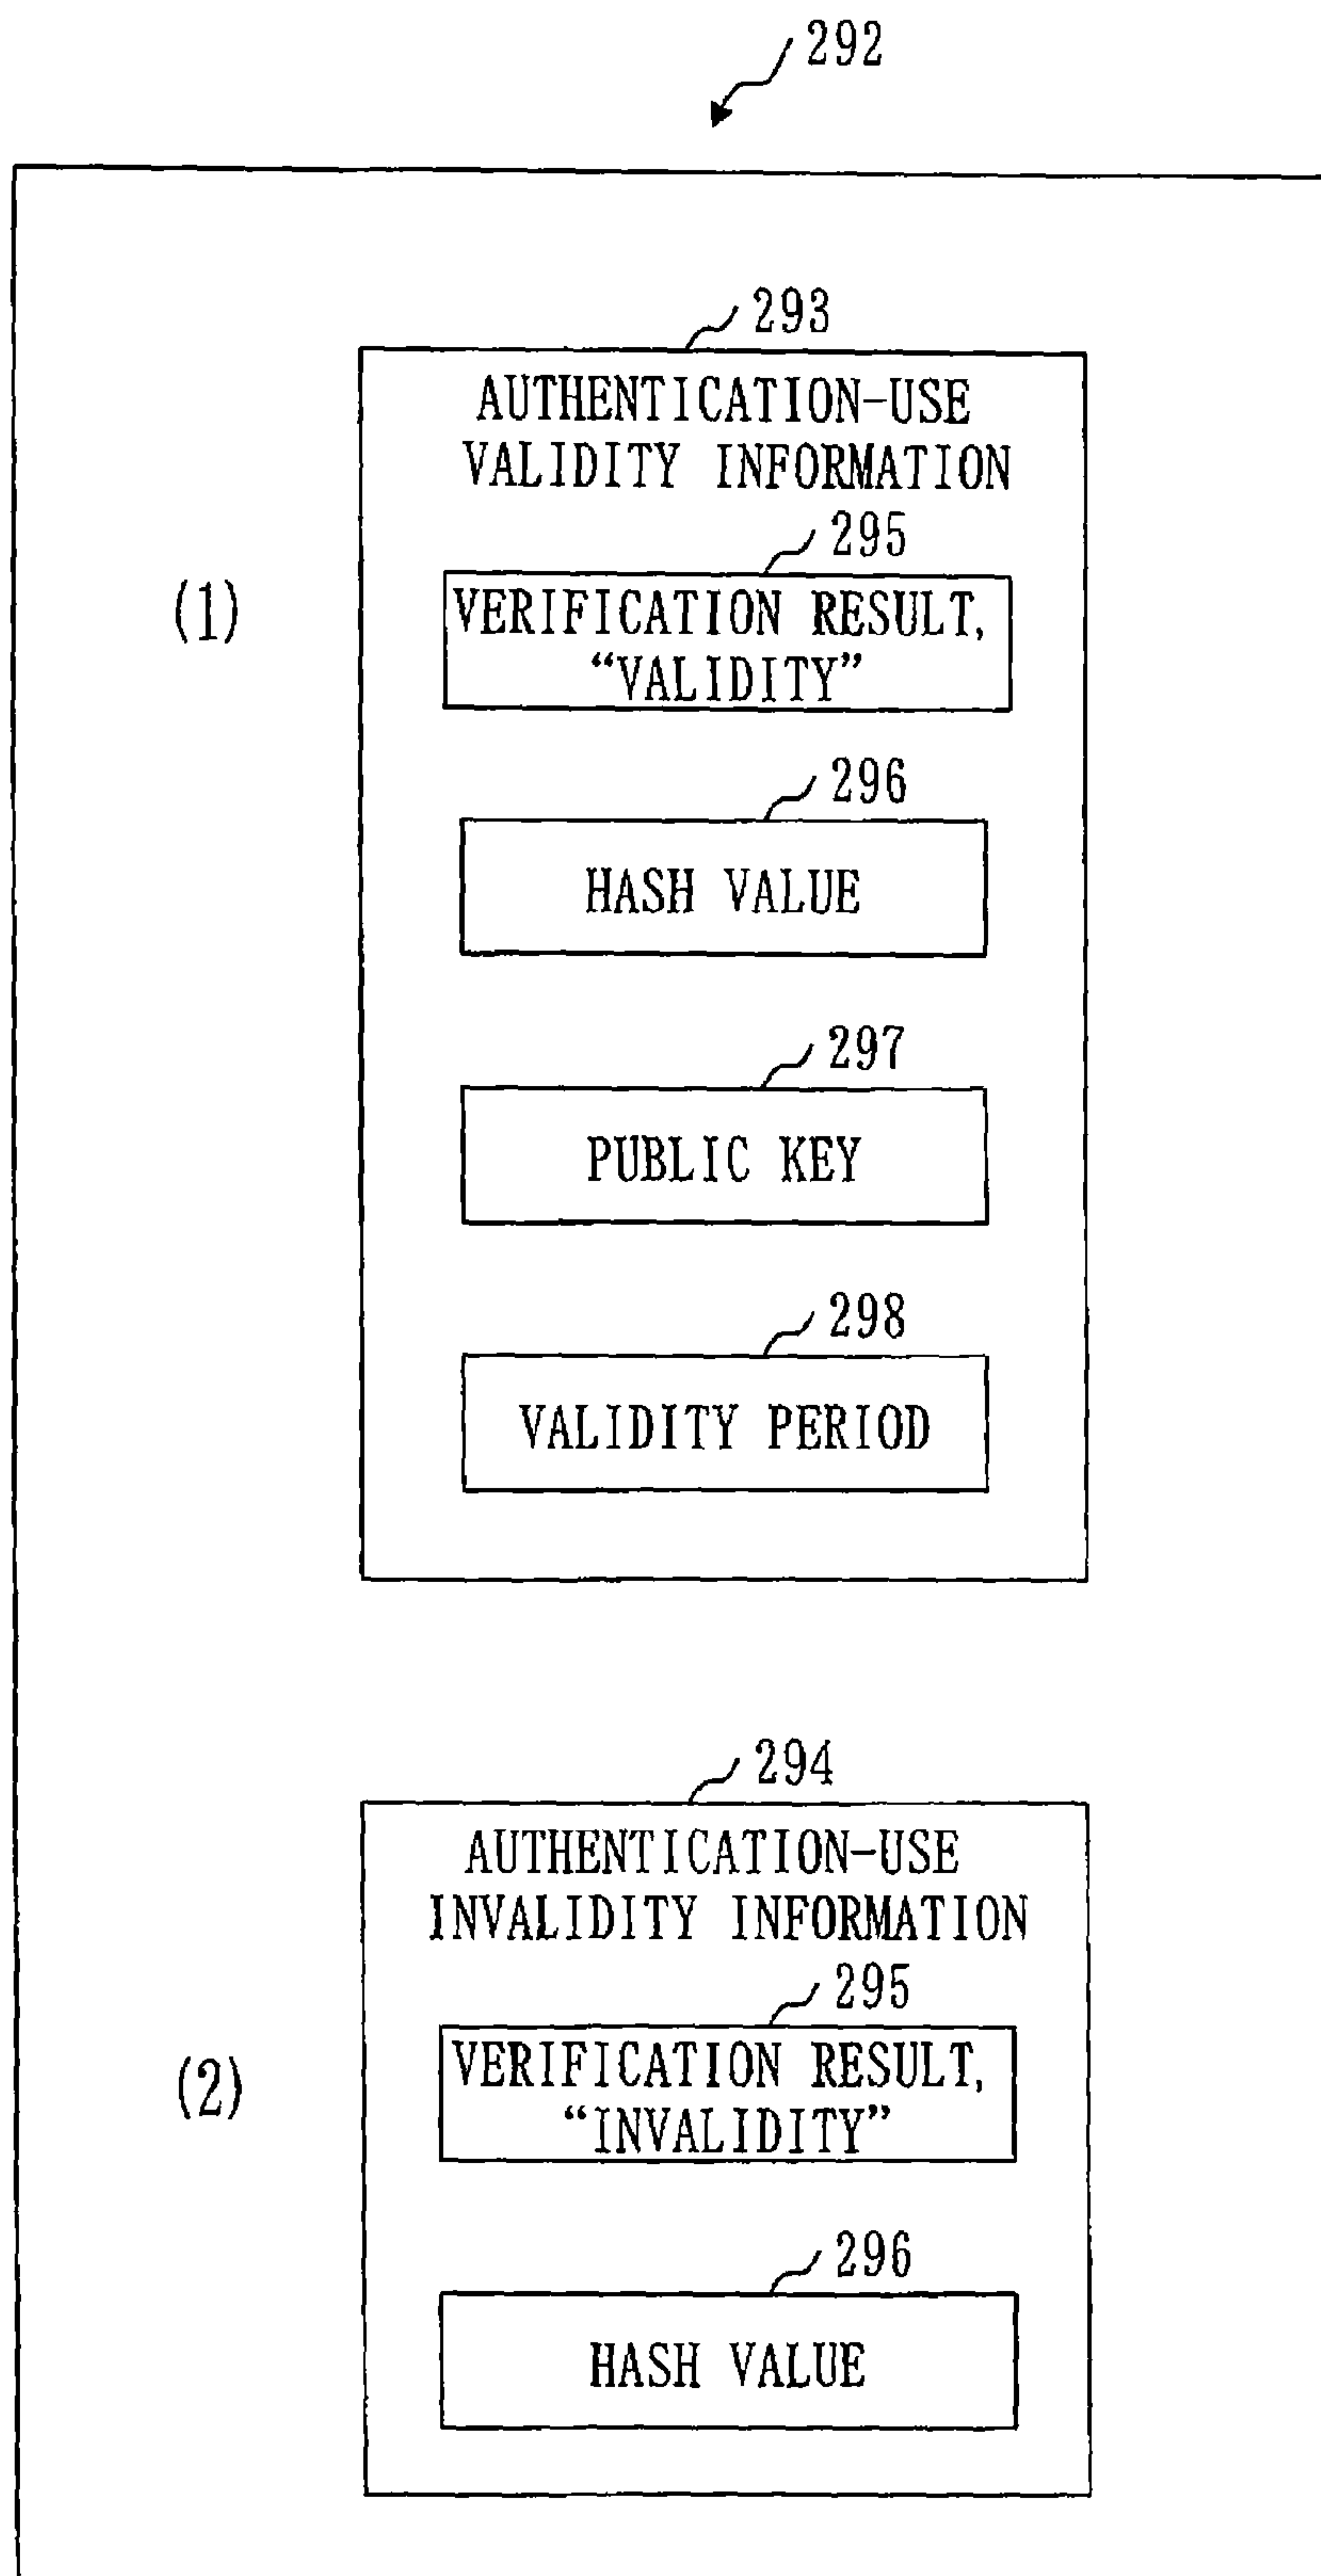 292
293
AUTHENTICATION-USE
VALIDITY INFORMATION
295
(1)
VERIFICATION RESULT,
“VALIDITY”
296
HASH VALUE
297
PUBLIC KEY
298
VALIDITY PERIOD
294
AUTHENTICATION-USE
INVALIDITY INFORMATION
295
(2)
VERIFICATION RESULT,
“INVALIDITY”
296
HASH VALUE